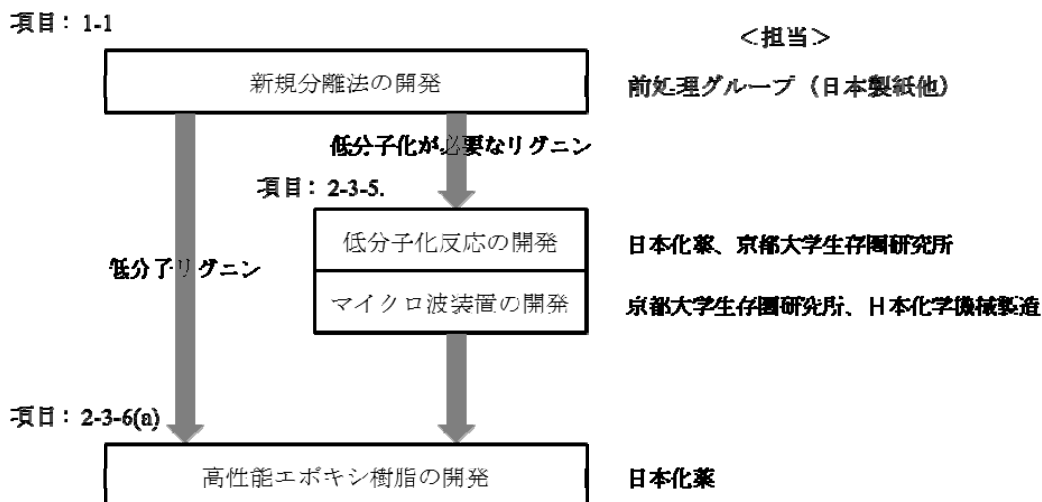 項目：1-1
＜担当＞
新規分離法の開発
前処理グループ（日本製紙他）
低分子化が必要なリグニン
項目：2-3-5.
低分子化反応の開発
日本化薬、京都大学生存圏研究所
低分子リグニン
マイクロ波装置の開発
京都大学生存圏研究所、日本化学機械製造
項目：2-3-6(a)
高性能エポキシ樹脂の開発
日本化薬